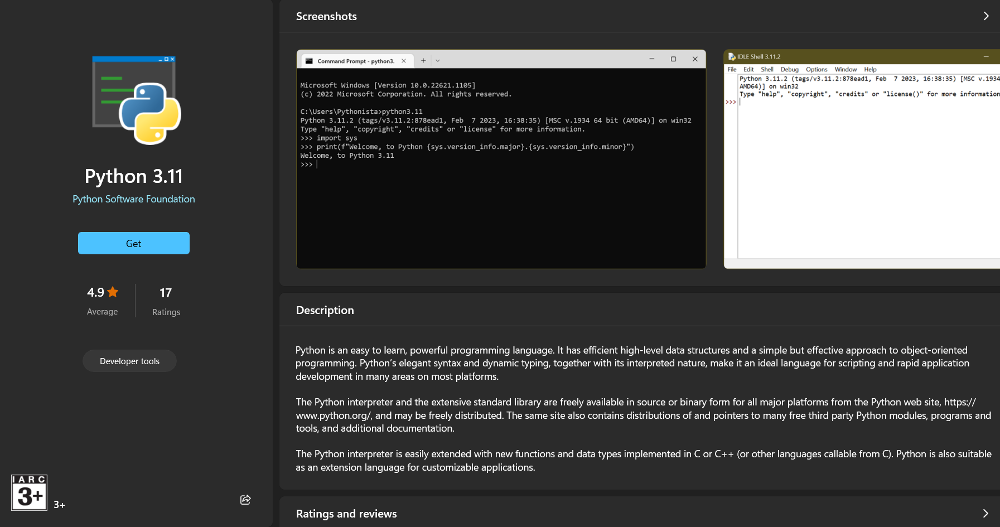 Python 3.11
Python Software Foundation
Get
4.9
Average
17
Ratings
Developer tools
IARC
3+
3+
Screenshots
Command Prompt - python3.
Microsoft Windows [Version 10.0.22621.1105]
(c) 2022 Microsoft Corporation. All rights reserved.
C:\Users\Pythonista>python3.11
Python 3.11.2 (tags/v3.11.2:878ead1, Feb  7 2023, 16:38:35) [MSC v.1934 64 bit (AMD64)] on win32
Type "help", "copyright", "credits" or "license" for more information.
>>> import sys
>>> print(f"Welcome, to Python {sys.version_info.major}.{sys.version_info.minor}")
Welcome, to Python 3.11
>>>
IDLE Shell 3.11.2
File Edit Shell Debug Options Window Help
Python 3.11.2 (tags/v3.11.2:878ead1, Feb  7 2023, 16:38:35) [MSC v.1934
AMD64)] on win32
Type "help", "copyright", "credits" or "license()" for more information
>>>
Description
Python is an easy to learn, powerful programming language. It has efficient high-level data structures and a simple but effective approach to object-oriented
programming. Python's elegant syntax and dynamic typing, together with its interpreted nature, make it an ideal language for scripting and rapid application
development in many areas on most platforms.
The Python interpreter and the extensive standard library are freely available in source or binary form for all major platforms from the Python web site, https://
www.python.org/, and may be freely distributed. The same site also contains distributions of and pointers to many free third party Python modules, programs and
tools, and additional documentation.
The Python interpreter is easily extended with new functions and data types implemented in C or C++ (or other languages callable from C). Python is also suitable
as an extension language for customizable applications.
Ratings and reviews